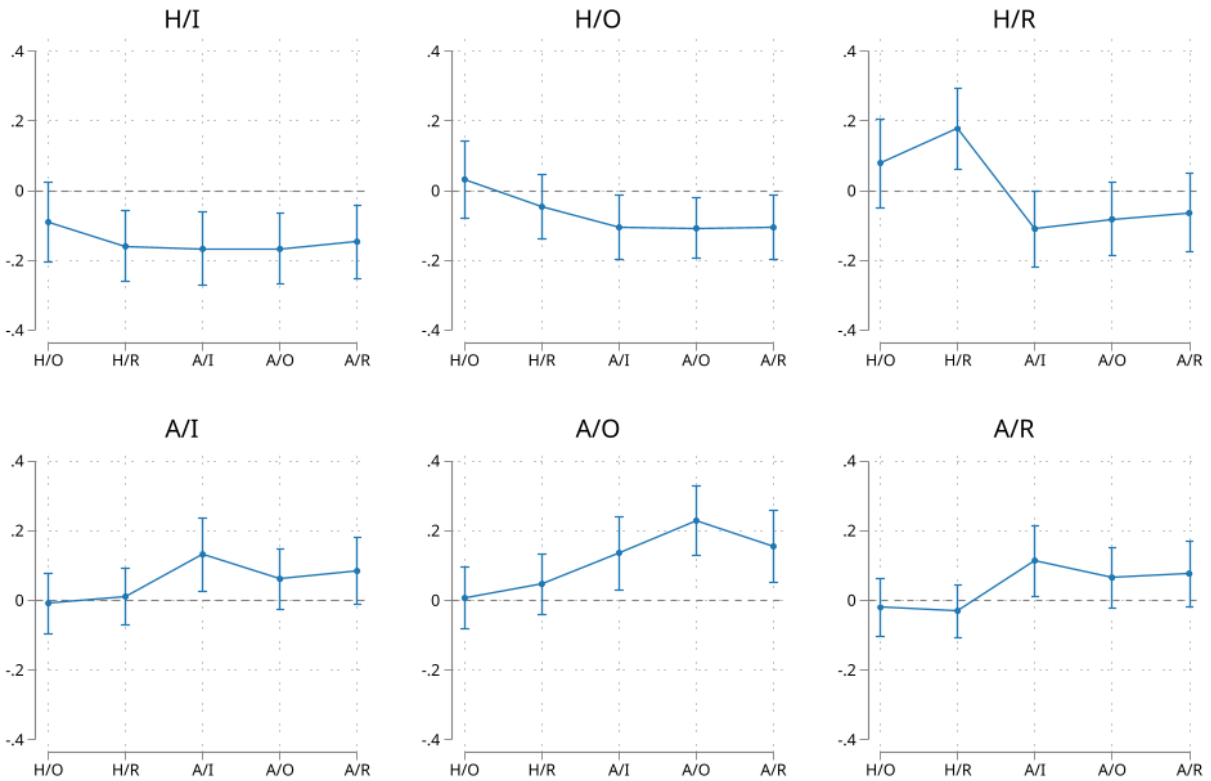 H/I H/O H/R
.4 .4 .4
.2 .2 .2
0 0 0
-.2 -.2 -.2
-.4 -.4 -.4
H/O H/R A/I A/O A/R H/O H/R A/I A/O A/R H/O H/R A/I A/O A/R
A/I A/O A/R
.4 .4 .4
.2 .2 .2
0 0 0
-.2 -.2 -.2
-.4 -.4 -.4
H/O H/R A/I A/O A/R H/O H/R A/I A/O A/R H/O H/R A/I A/O A/R